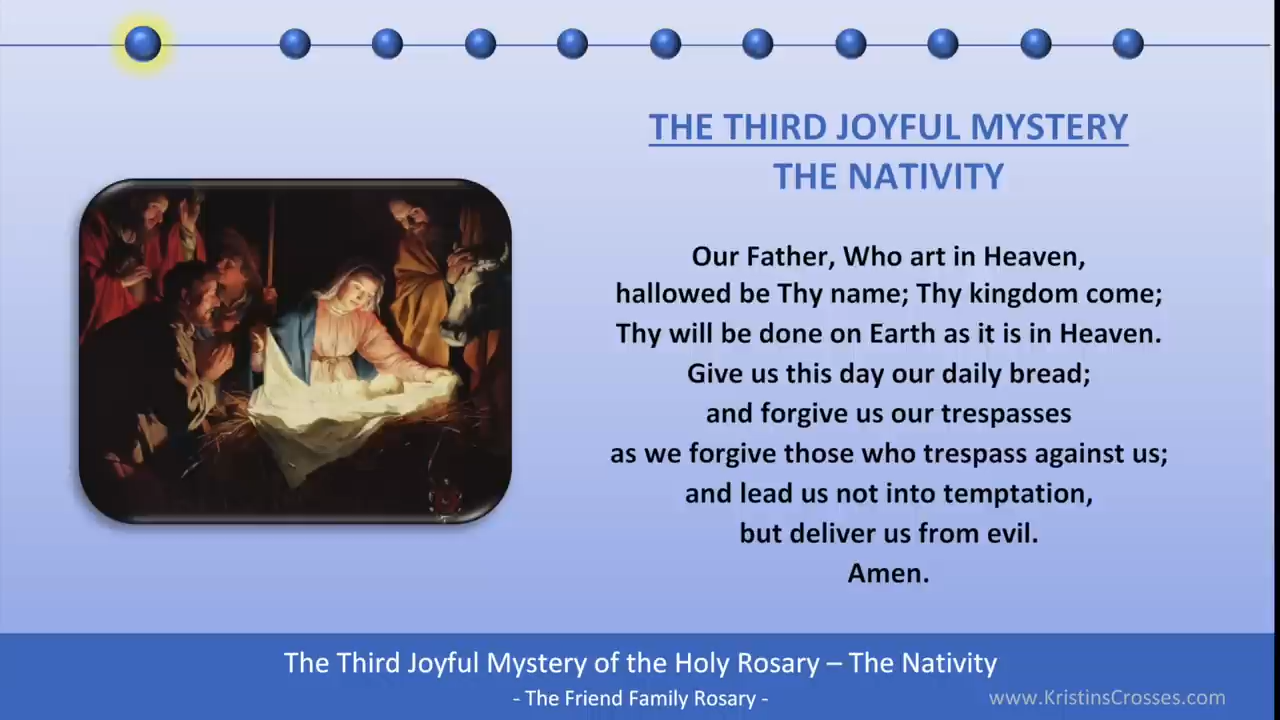 THE THIRD JOYFUL MYSTERY
THE NATIVITY
Our Father, Who art in Heaven,
hallowed be Thy name; Thy kingdom come;
Thy will be done on Earth as it is in Heaven.
Give us this day our daily bread;
and forgive us our trespasses
as we forgive those who trespass against us;
and lead us not into temptation,
but deliver us from evil.
Amen.
The Third Joyful Mystery of the Holy Rosary – The Nativity
- The Friend Family Rosary -
www.KristinsCrosses.com